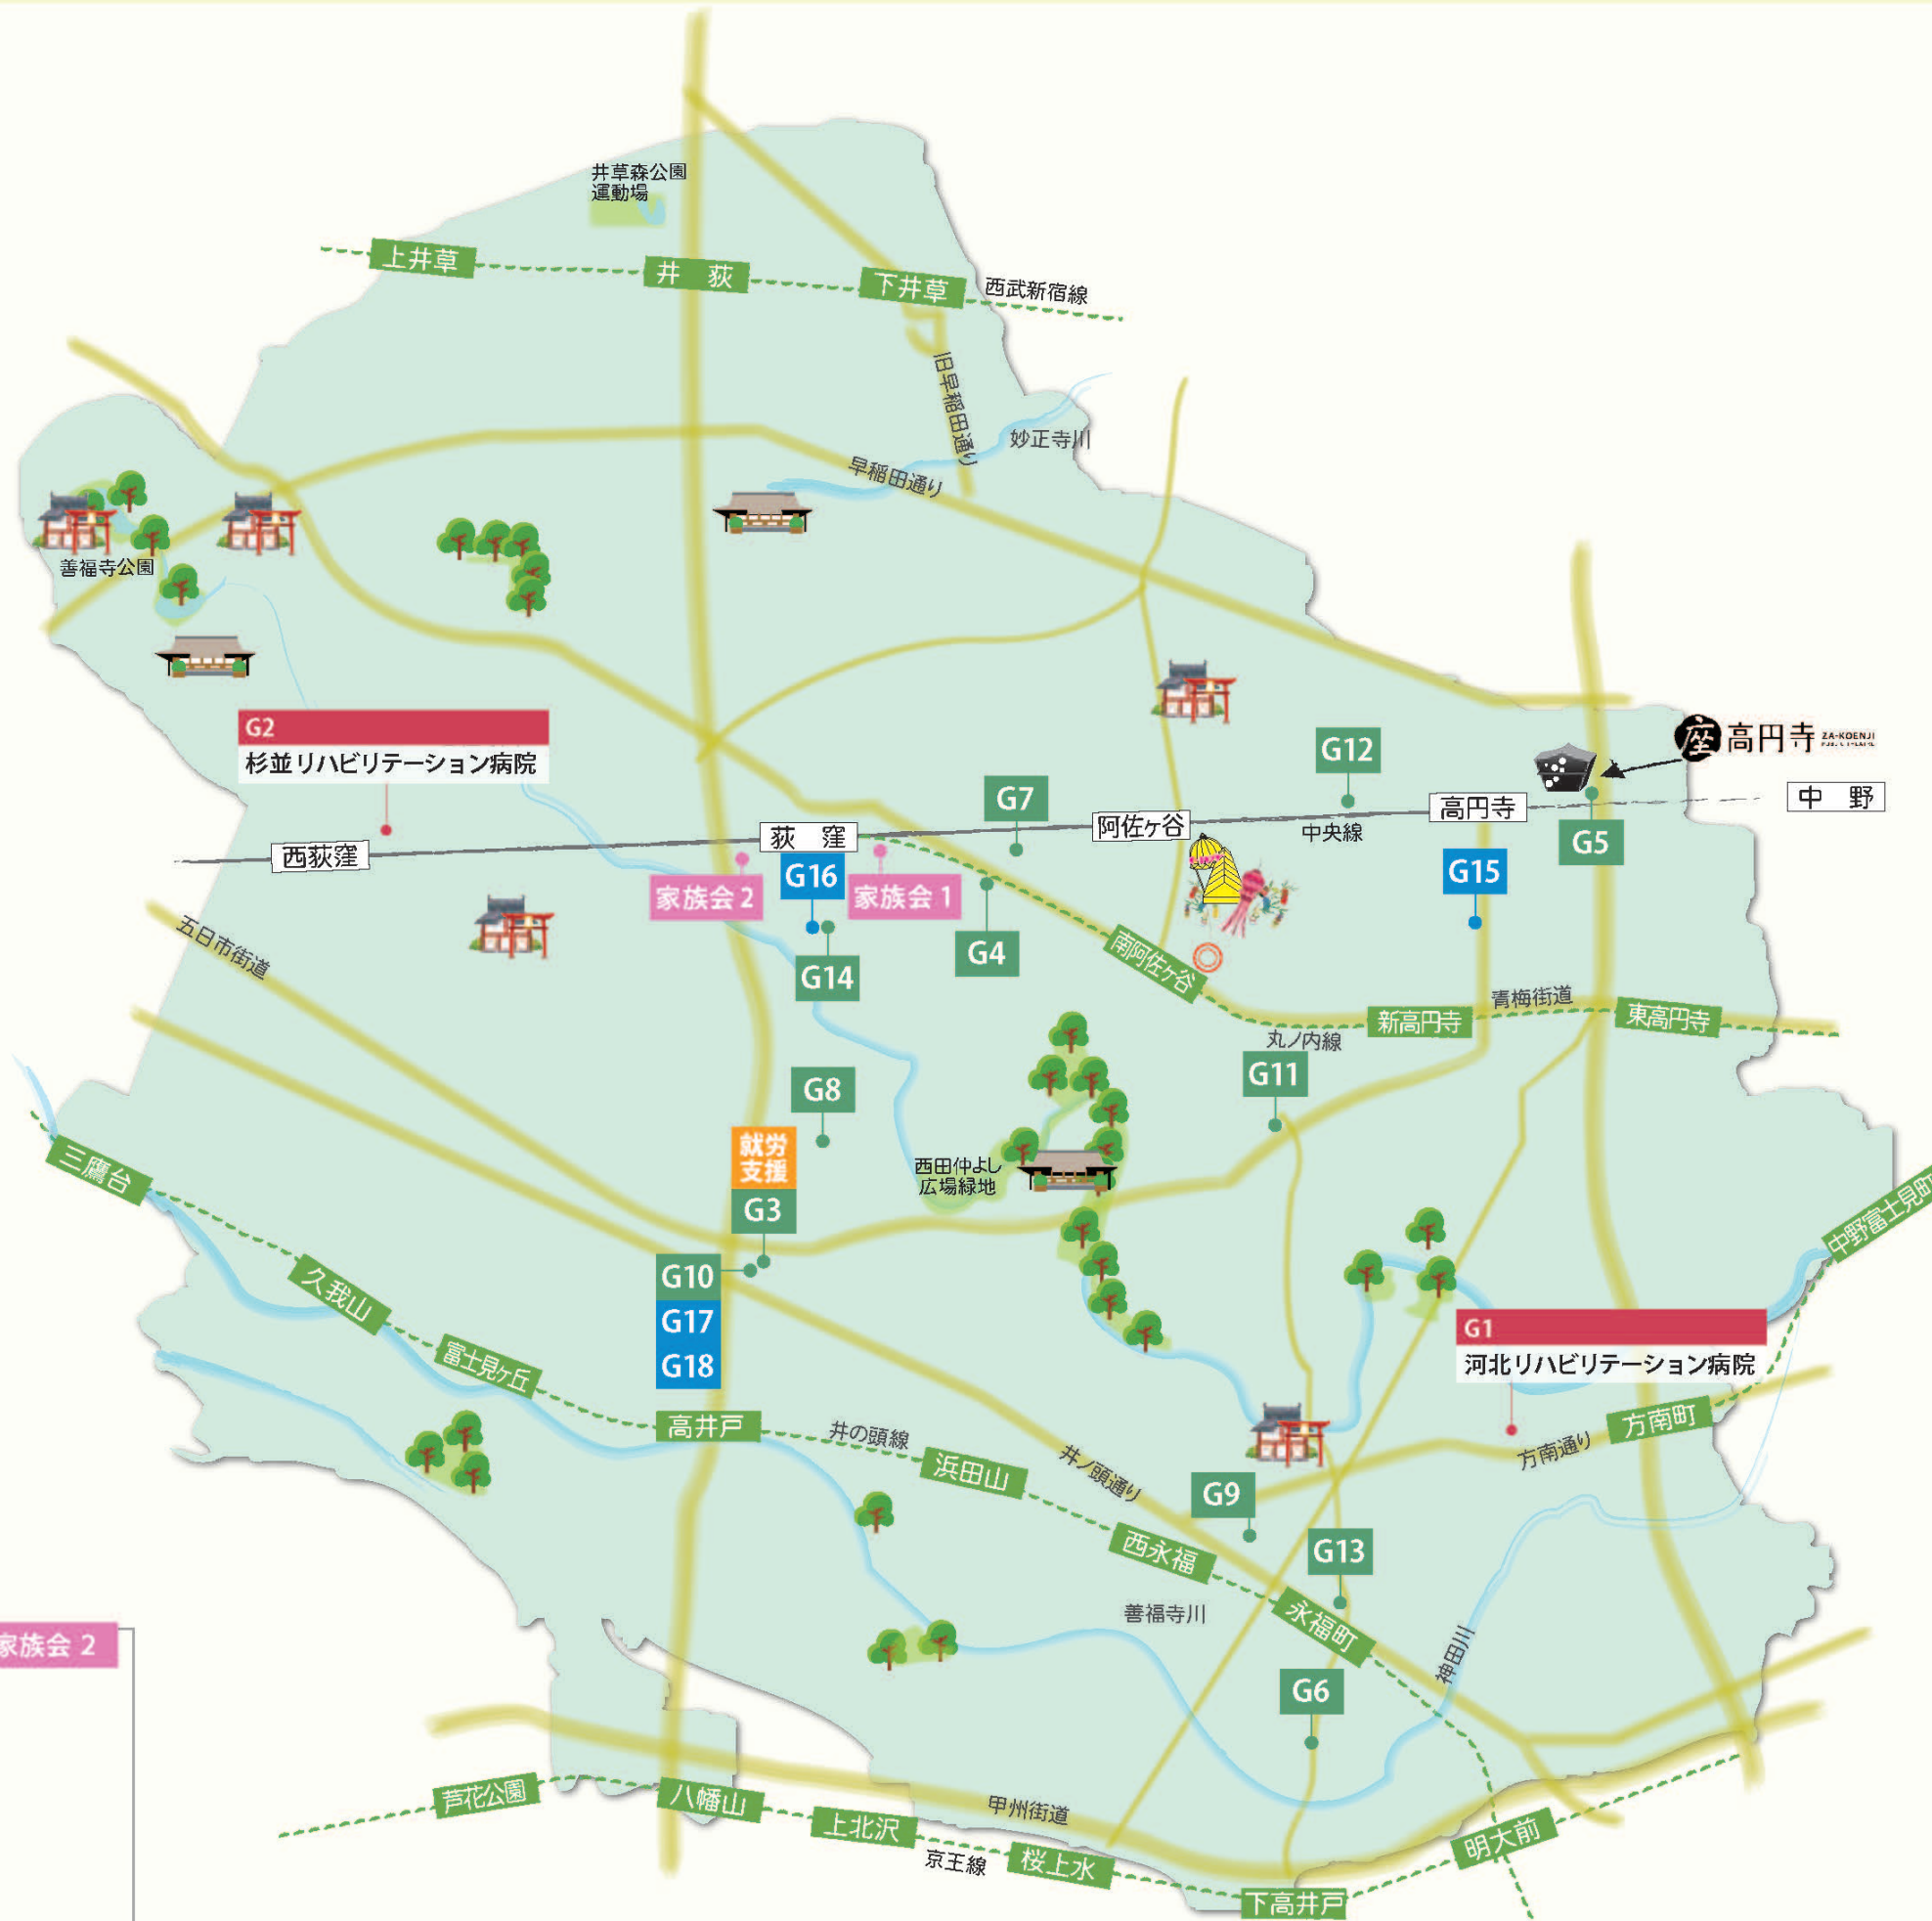 井草森公園
運動場
上井草
井 荻
下井草
西武新宿線
旧早稲田通り
妙正寺川
早稲田通り
善福寺公園
G2
杉並リハビリテーション病院
座 高円寺 ZA-KOENJI
G12
G7
高円寺
中 野
阿佐ヶ谷
中央線
荻 窪
西荻窪
G5
G16
G15
家族会 2
家族会 1
G4
G14
五日市街道
南阿佐ヶ谷
新高円寺
青梅街道
東高円寺
丸ノ内線
G11
G8
就労
支援
G3
西田仲よし
広場緑地
三鷹台
中野富士見町
久我山
G10
G17
G18
富士見ヶ丘
G1
河北リハビリテーション病院
高井戸
井の頭線
浜田山
井ノ頭通り
方南町
方南通り
G9
西永福
G13
善福寺川
永福町
神田川
家族会 2
G6
芦花公園
八幡山
上北沢
甲州街道
京王線
桜上水
明大前
下高井戸